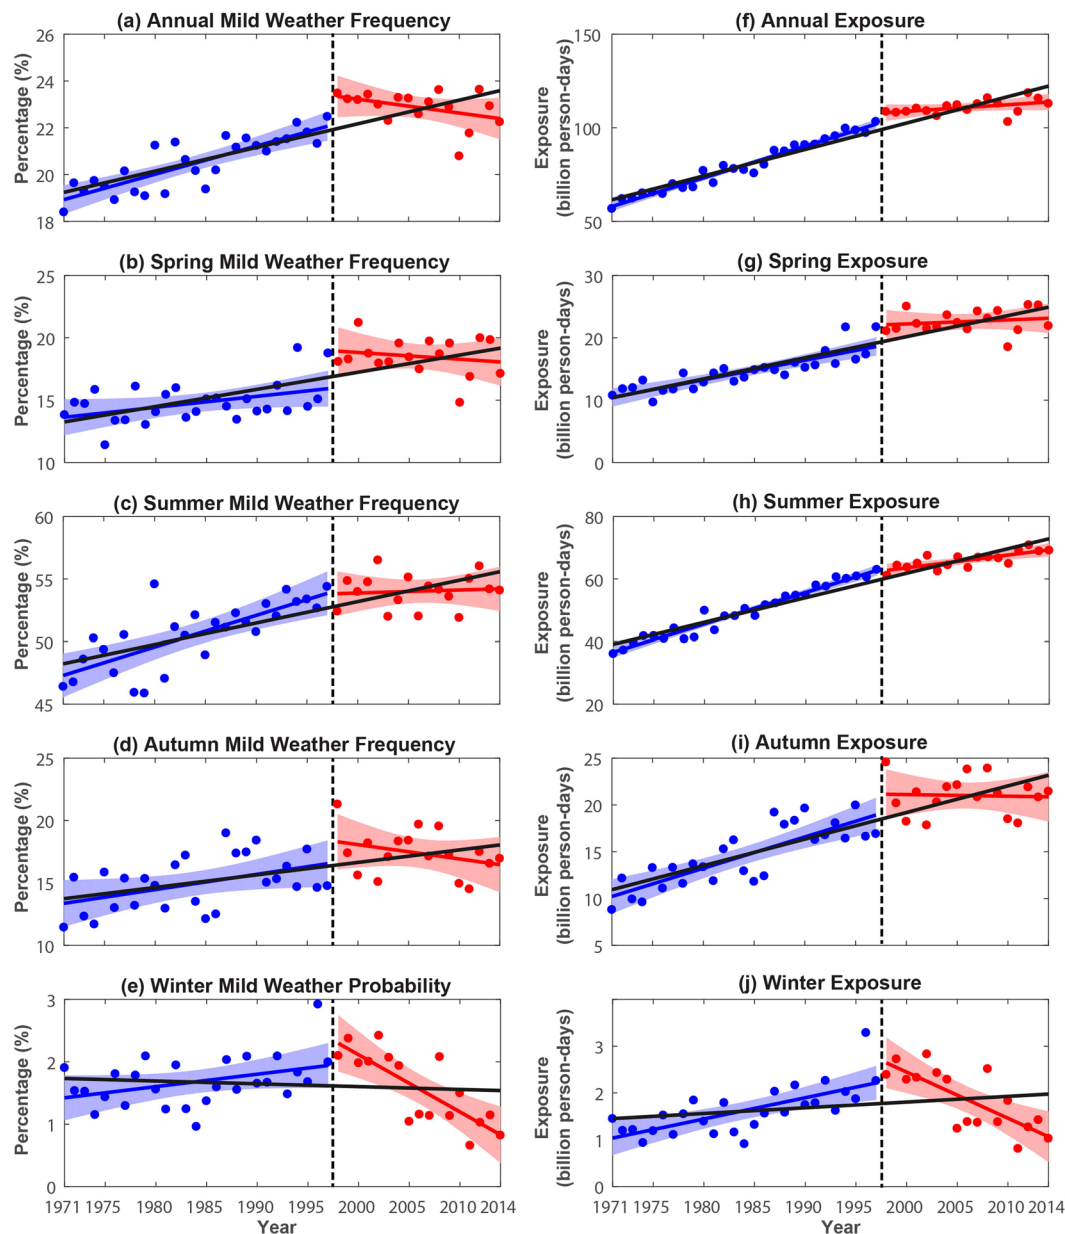 (a) Annual Mild Weather Frequency
Percentage (%)
26
24
22
20
18
(f) Annual Exposure
Exposure
(billion person-days)
150
100
50
(b) Spring Mild Weather Frequency
Percentage (%)
25
20
15
10
(g) Spring Exposure
Exposure
(billion person-days)
30
20
10
0
(c) Summer Mild Weather Frequency
Percentage (%)
60
55
50
45
(h) Summer Exposure
Exposure
(billion person-days)
80
60
40
20
(d) Autumn Mild Weather Frequency
Percentage (%)
25
20
15
10
(i) Autumn Exposure
Exposure
(billion person-days)
25
20
15
10
5
(e) Winter Mild Weather Probability
Percentage (%)
3
2
1
0
1971 1975 1980 1985 1990 1995 2000 2005 2010 2014
Year
(j) Winter Exposure
Exposure
(billion person-days)
3
2
1
0
1971 1975 1980 1985 1990 1995 2000 2005 2010 2014
Year